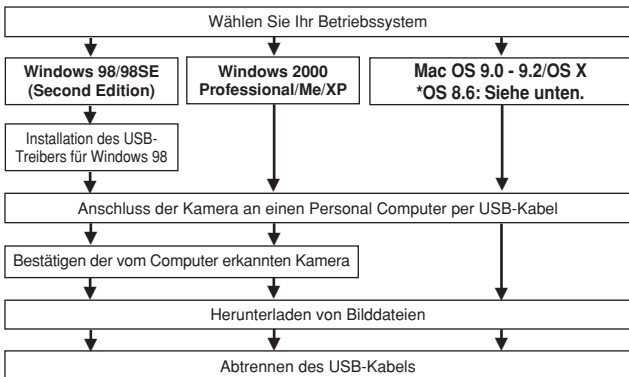 Wählen Sie Ihr Betriebssystem
Windows 98/98SE
(Second Edition)
Windows 2000
Professional/Me/XP
Mac OS 9.0 - 9.2/OS X
*OS 8.6: Siehe unten.
Installation des USB-
Treibers für Windows 98
Anschluss der Kamera an einen Personal Computer per USB-Kabel
Bestätigen der vom Computer erkannten Kamera
Herunterladen von Bilddateien
Abtrennen des USB-Kabels